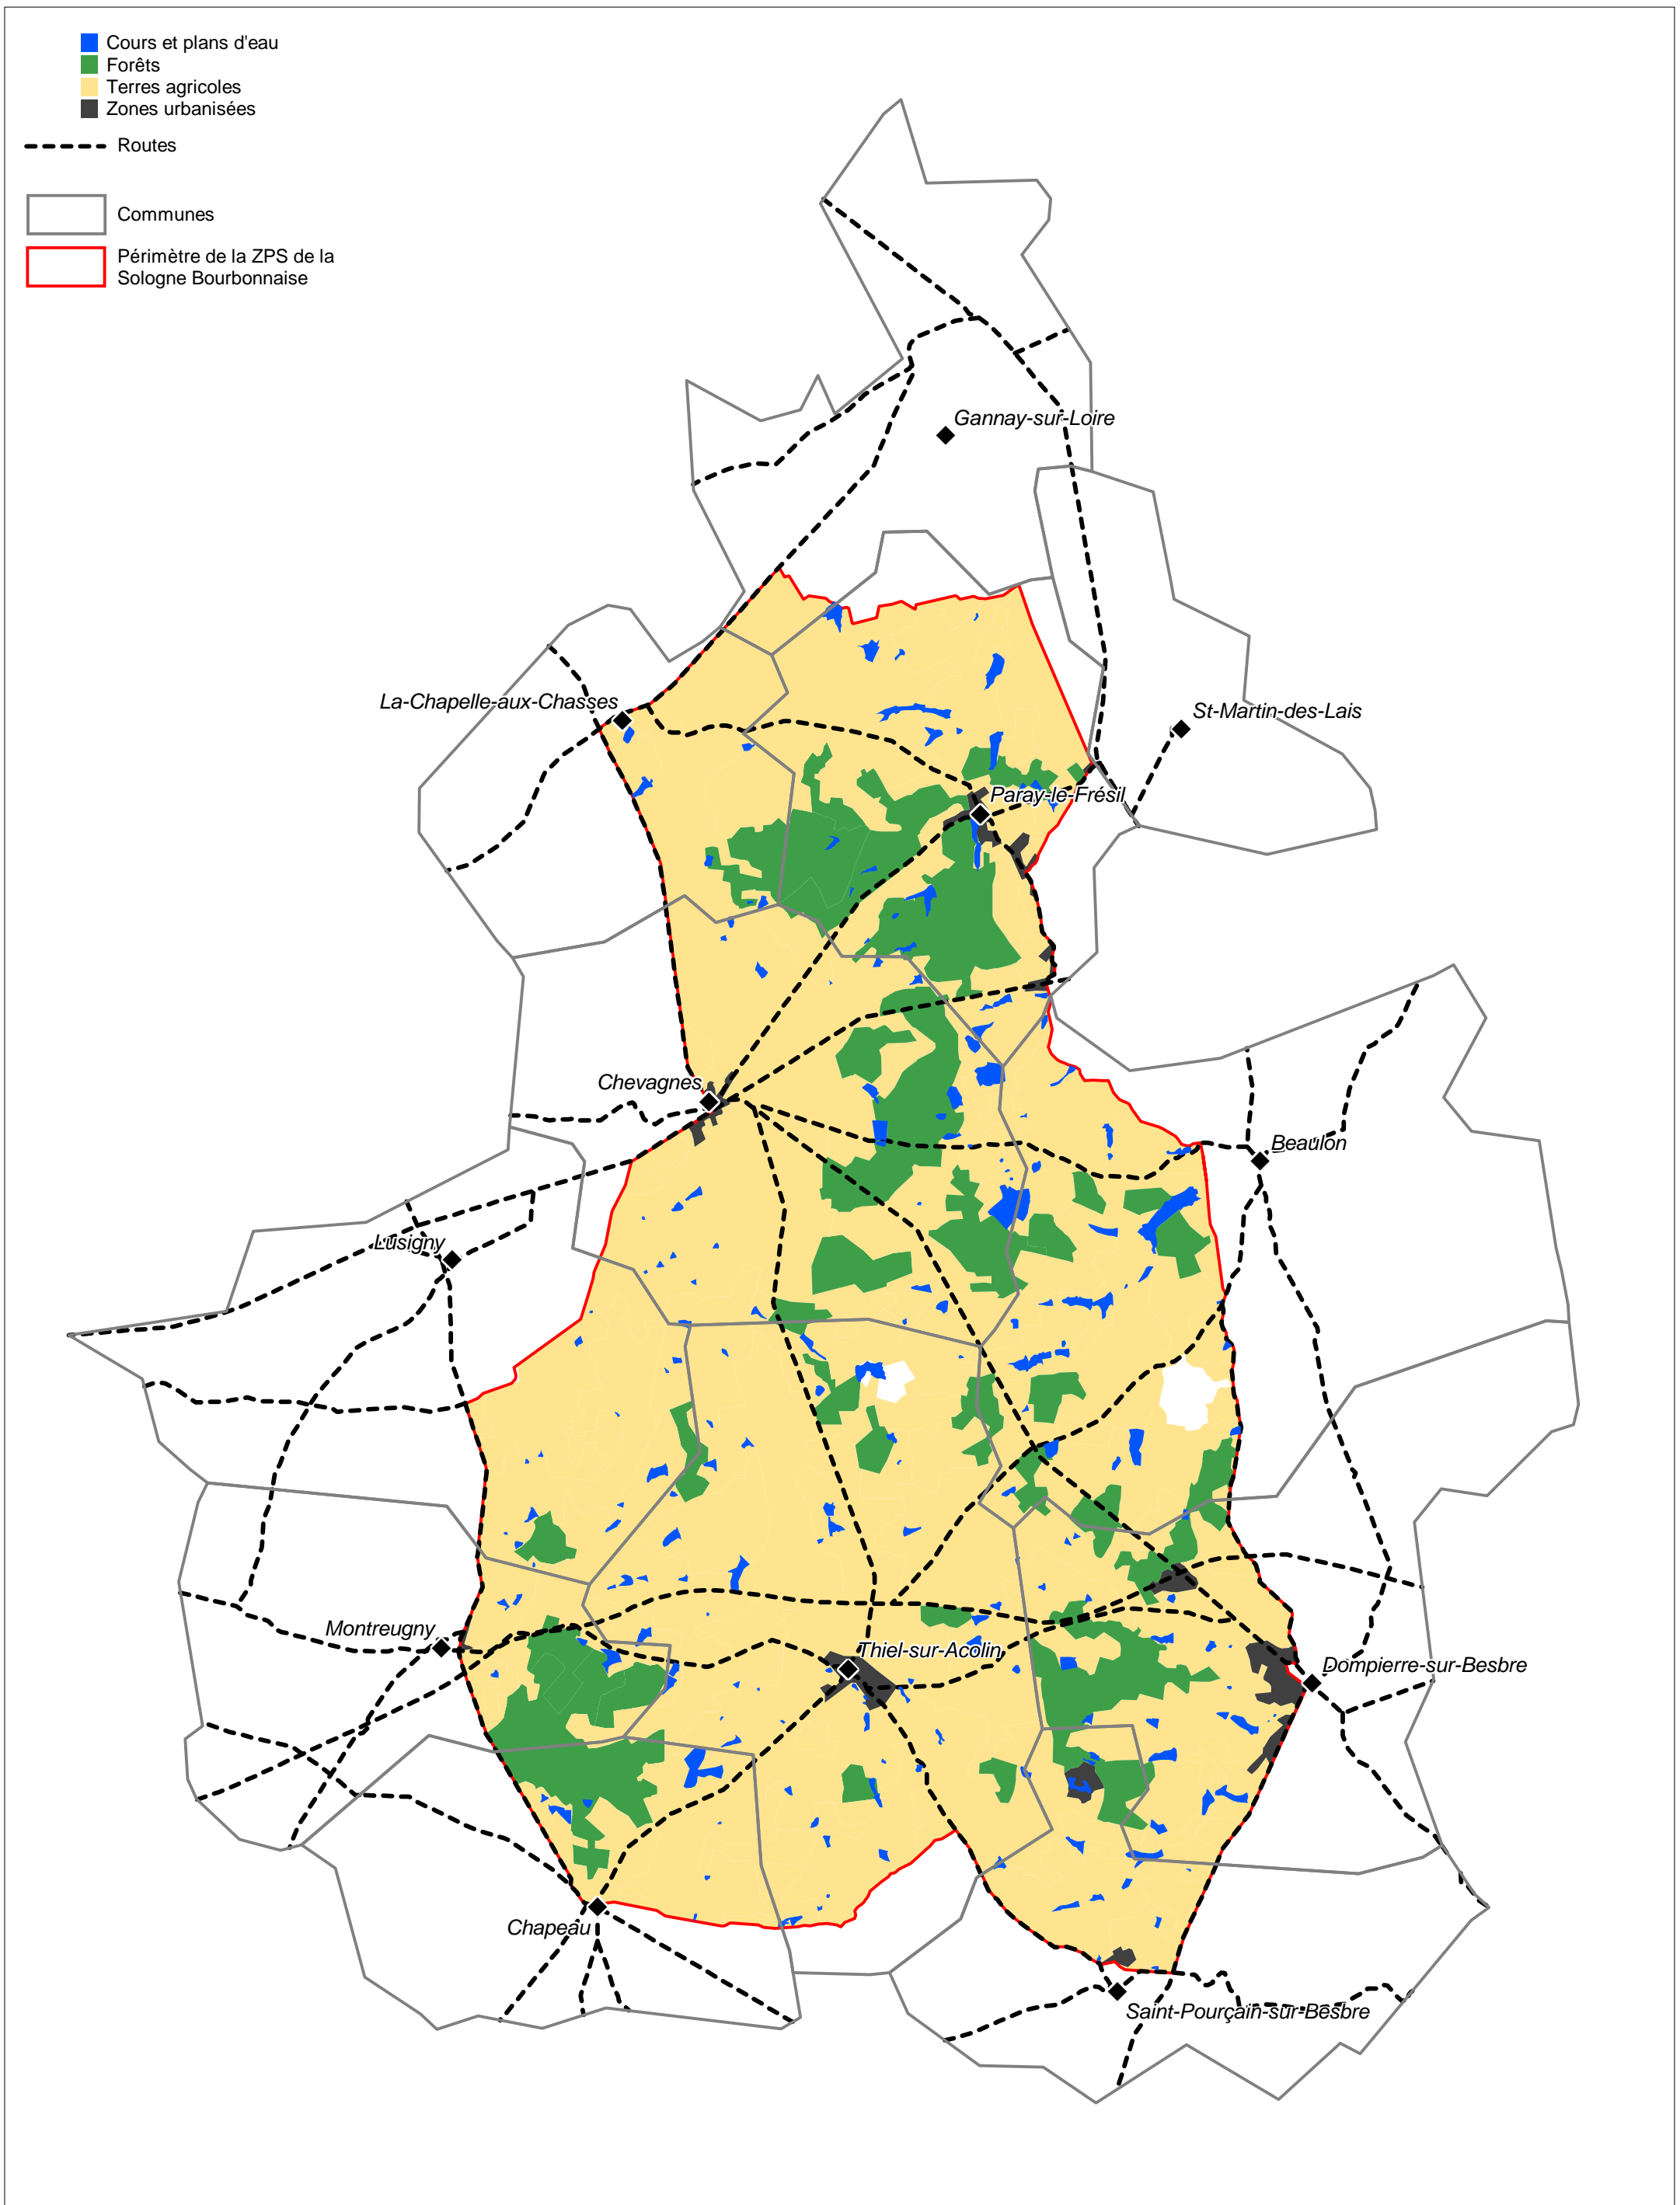 Cours et plans d'eau
Forêts
Terres agricoles
Zones urbanisées
Routes
Communes
Périmètre de la ZPS de la
Sologne Bourbonnaise
Gannay-sur-Loire
La-Chapelle-aux-Chasses
St-Martin-des-Lais
Paray-le-Frésil
Chevagnes
Beaulon
Lusigny
Montreugny
Thiel-sur-Acolin
Dompierre-sur-Besbre
Chapeau
Saint-Pourçain-sur-Besbre